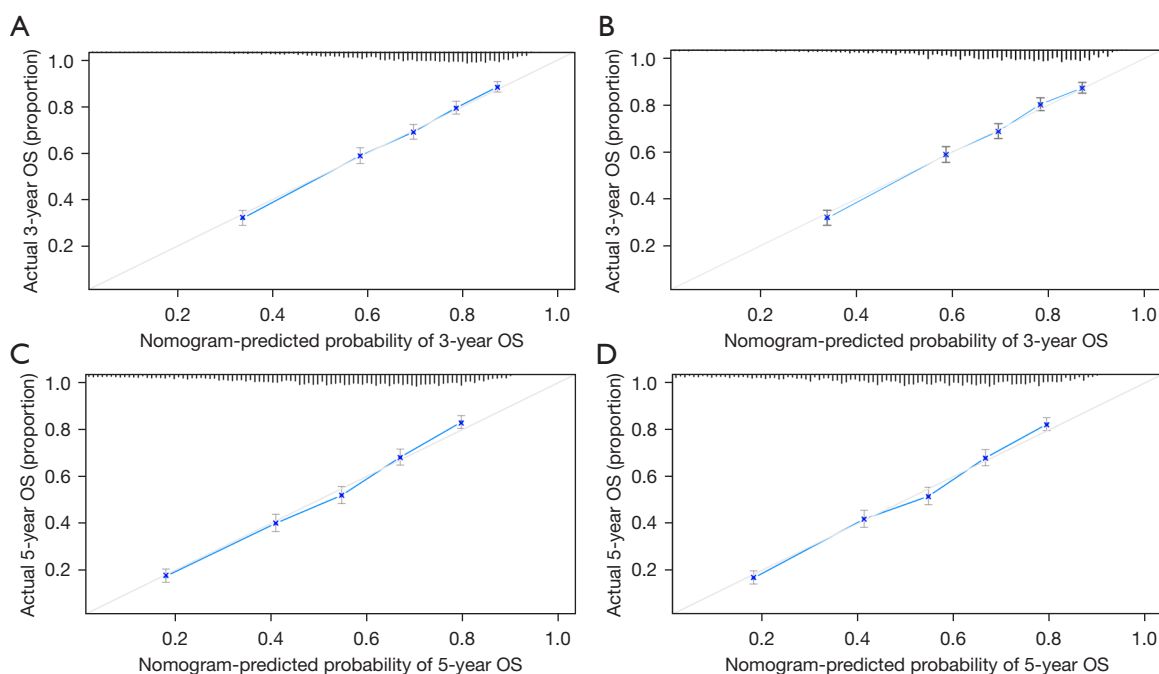 A
Actual 3-year OS (proportion)
1.0
0.8
0.6
0.4
0.2
0.2 0.4 0.6 0.8 1.0
Nomogram-predicted probability of 3-year OS
B
Actual 3-year OS (proportion)
1.0
0.8
0.6
0.4
0.2
0.2 0.4 0.6 0.8 1.0
Nomogram-predicted probability of 3-year OS
C
Actual 5-year OS (proportion)
1.0
0.8
0.6
0.4
0.2
0.2 0.4 0.6 0.8 1.0
Nomogram-predicted probability of 5-year OS
D
Actual 5-year OS (proportion)
1.0
0.8
0.6
0.4
0.2
0.2 0.4 0.6 0.8 1.0
Nomogram-predicted probability of 5-year OS